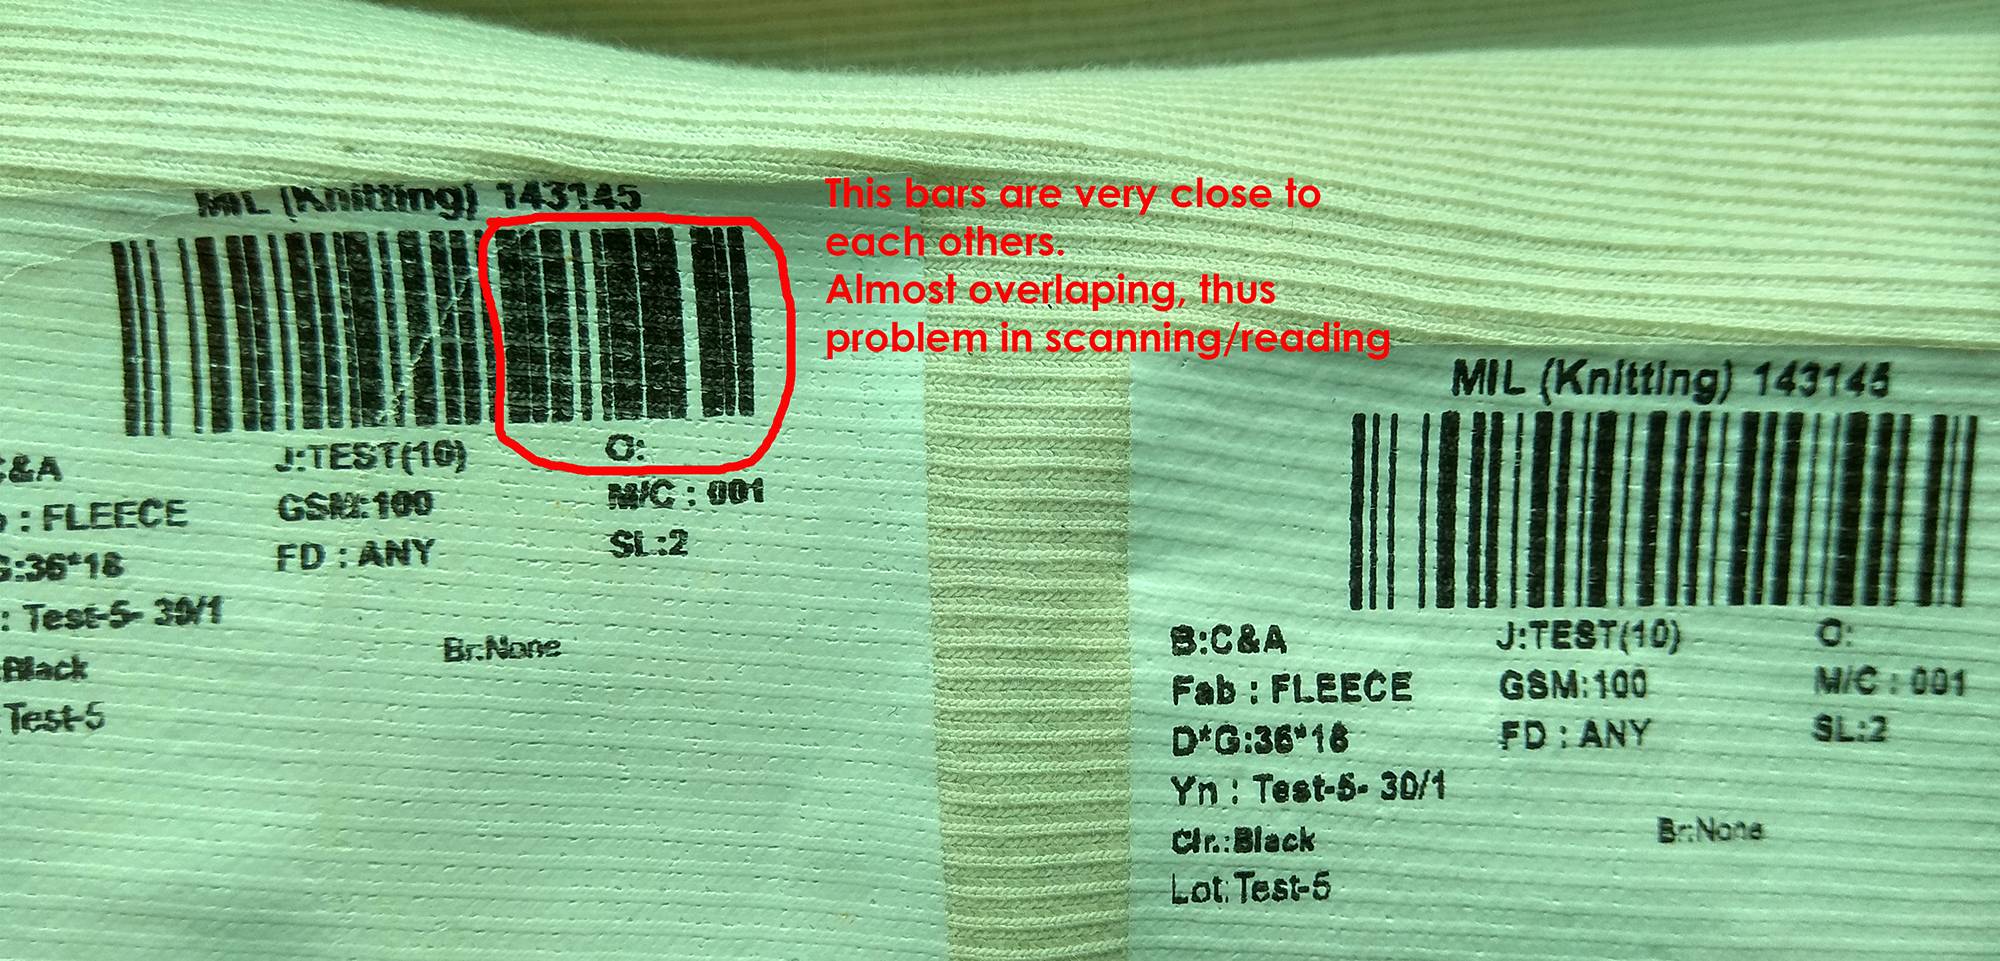 MIL (Knitting) 143145
This bars are very close to
each others.
Almost overlaping, thus
problem in scanning/reading
C&A J:TEST(10) O:
: FLEECE GSM:100 M/C : 001
G:36*18 FD : ANY SL:2
: Test-5- 30/1
Br:None
Black
Test-5
MIL (Knitting) 143145
B:C&A J:TEST(10) O:
Fab : FLEECE GSM:100 M/C : 001
D*G:36*18 FD : ANY SL:2
Yn : Test-5- 30/1
Br:None
Clr.:Black
Lot:Test-5